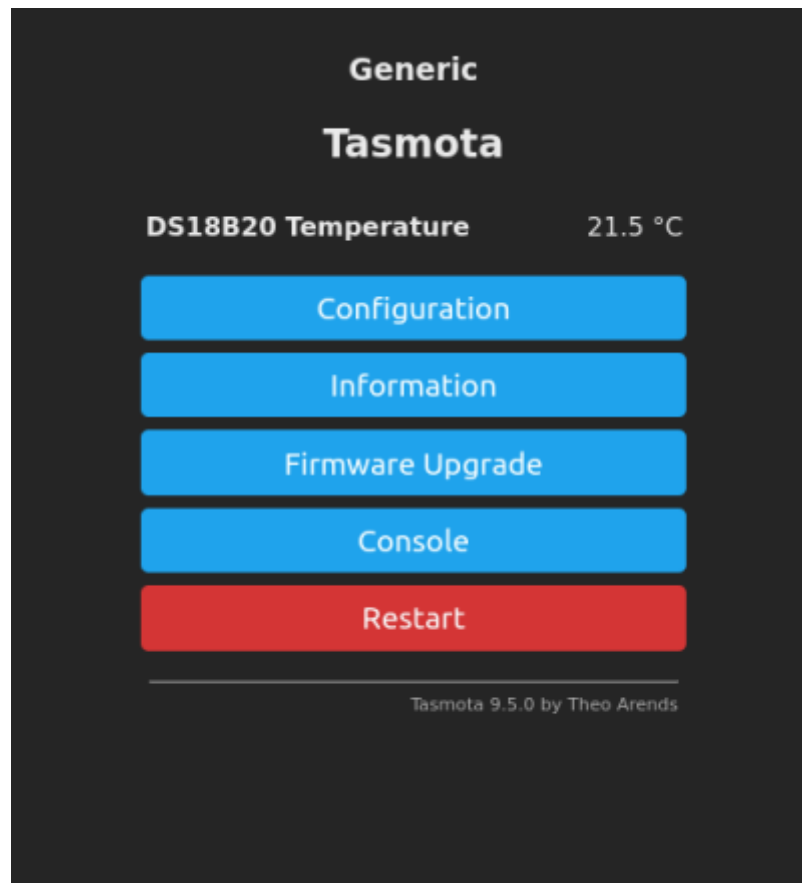 Generic
Tasmota
DS18B20 Temperature 21.5 °C
Configuration
Information
Firmware Upgrade
Console
Restart
Tasmota 9.5.0 by Theo Arends